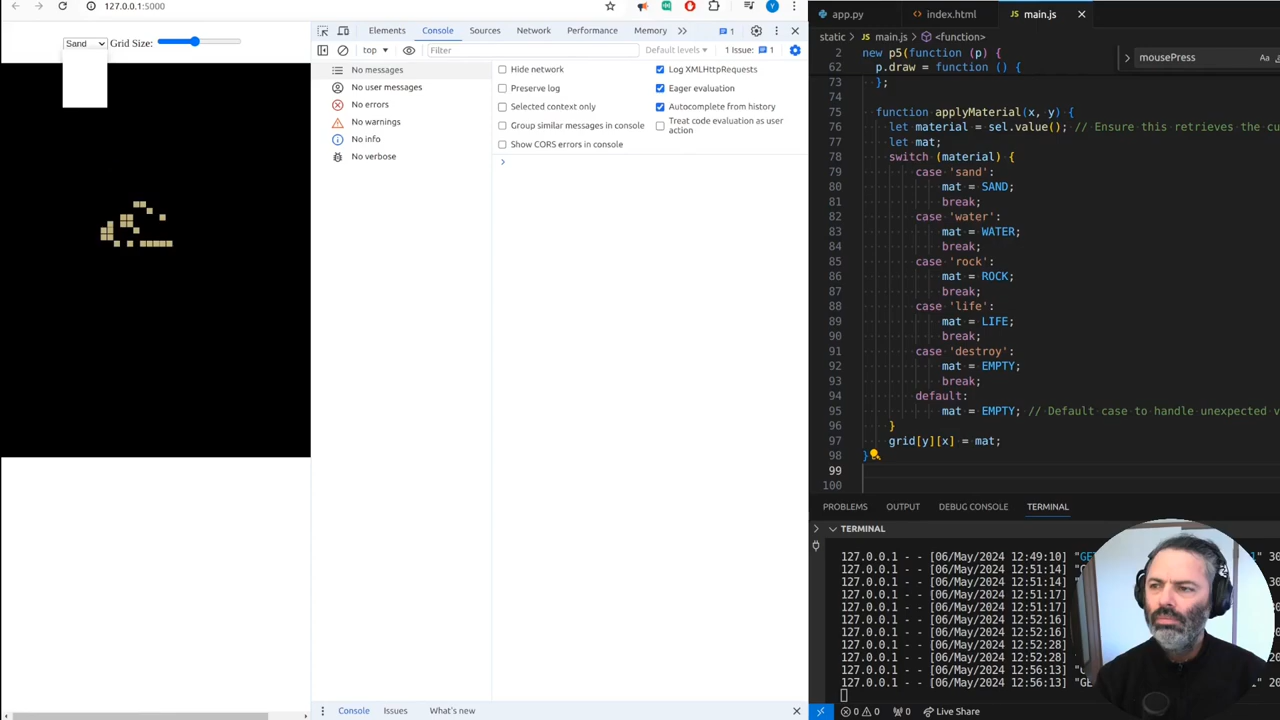 127.0.0.1:5000
Y
Sand
Grid Size:
Elements Console Sources Network Performance Memory 1
top Filter Default levels 1 Issue: 1
No messages
No user messages
No errors
No warnings
No info
No verbose
Hide network
Preserve log
Selected context only
Group similar messages in console
Show CORS errors in console
Log XMLHttpRequests
Eager evaluation
Autocomplete from history
Treat code evaluation as user
action
Console Issues What's new
app.py index.html JS main.js
static > JS main.js > <function>
mousePress Aa
2 new p5(function (p) {
67 p.draw = function () {
73 };
74
75 function applyMaterial(x, y) {
76 let material = sel.value(); // Ensure this retrieves the cu
77 let mat;
78 switch (material) {
79 case 'sand':
80 mat = SAND;
81 break;
82 case 'water':
83 mat = WATER;
84 break;
85 case 'rock':
86 mat = ROCK;
87 break;
88 case 'life':
89 mat = LIFE;
90 break;
91 case 'destroy':
92 mat = EMPTY;
93 break;
94 default:
95 mat = EMPTY; // Default case to handle unexpected v
96 }
97 grid[y][x] = mat;
98 }
99
100
PROBLEMS OUTPUT DEBUG CONSOLE TERMINAL
TERMINAL
127.0.0.1 - - [06/May/2024 12:49:10] "GE
127.0.0.1 - - [06/May/2024 12:51:14]
127.0.0.1 - - [06/May/2024 12:51:14]
127.0.0.1 - - [06/May/2024 12:51:17]
127.0.0.1 - - [06/May/2024 12:51:17]
127.0.0.1 - - [06/May/2024 12:52:16]
127.0.0.1 - - [06/May/2024 12:52:16]
127.0.0.1 - - [06/May/2024 12:52:28]
127.0.0.1 - - [06/May/2024 12:52:28]
127.0.0.1 - - [06/May/2024 12:56:13]
127.0.0.1 - - [06/May/2024 12:56:13] "GE
0 0 0 Live Share